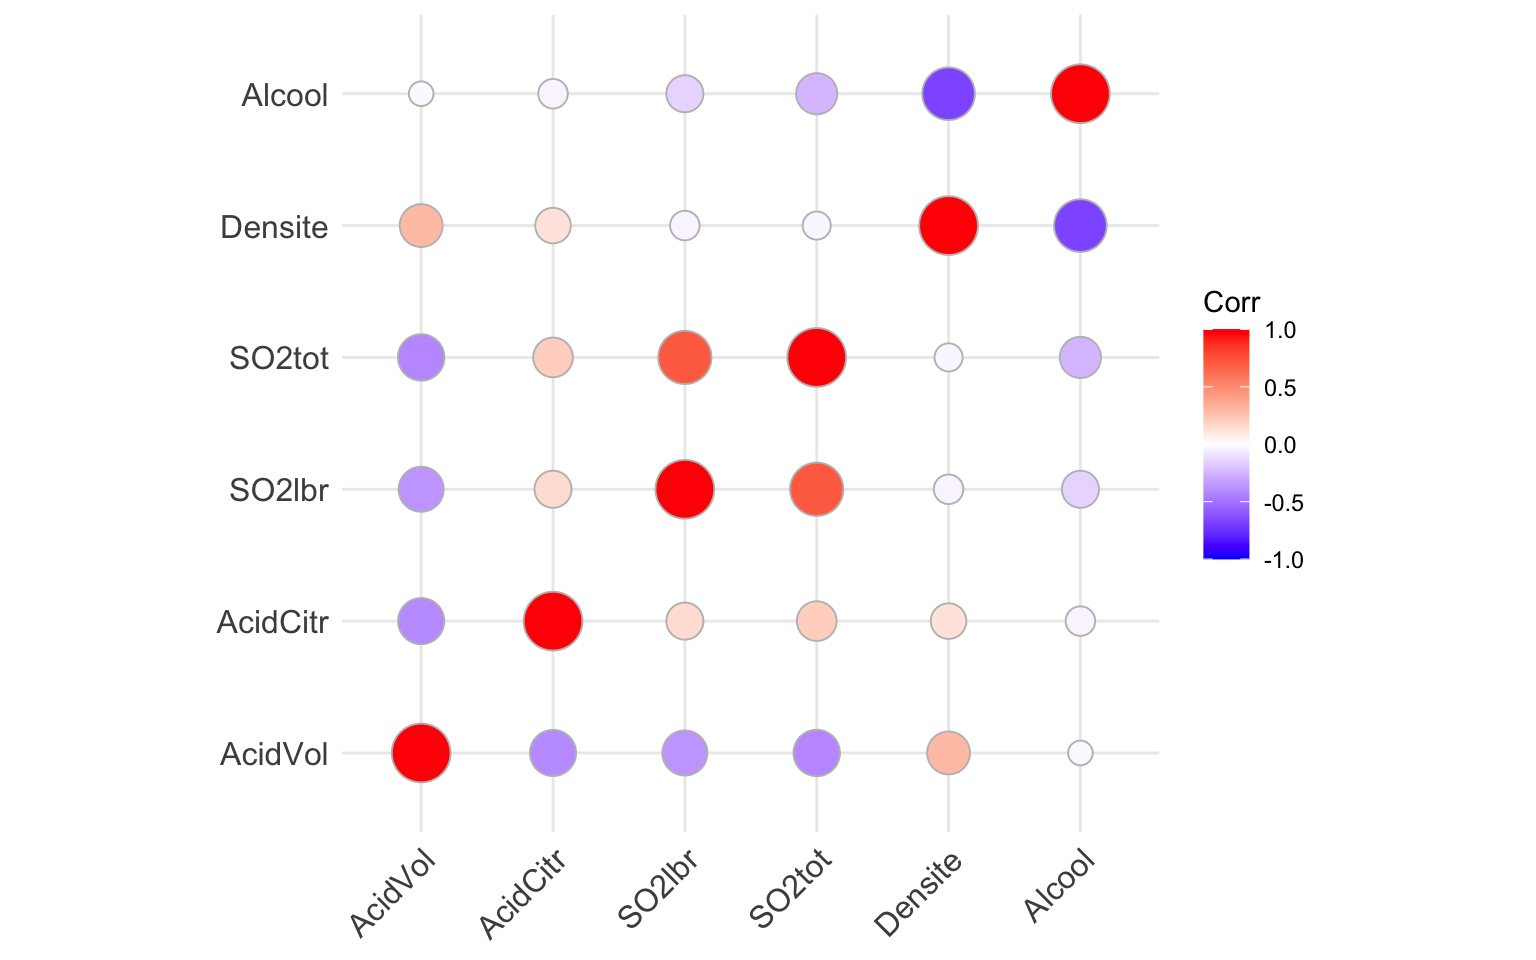 Alcool
Densite
SO2tot
SO2lbr
AcidCitr
AcidVol
AcidVol
AcidCitr
SO2lbr
SO2tot
Densite
Alcool
Corr
1.0
0.5
0.0
-0.5
-1.0